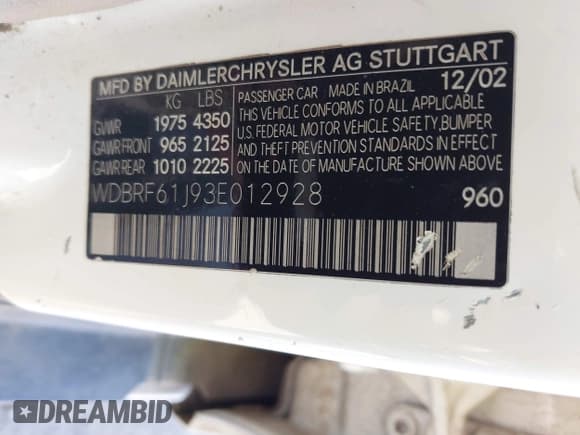 MFD BY DAIMLERCHRYSLER AG STUTTGART
KG LBS
GVWR 1975 4350
GAWR FRONT 965 2125
GAWR REAR 1010 2225
PASSENGER CAR MADE IN BRAZIL 12/02
THIS VEHICLE CONFORMS TO ALL APPLICABLE
U.S. FEDERAL MOTOR VEHICLE SAFETY,BUMPER
AND THEFT PREVENTION STANDARDS IN EFFECT
ON THE DATE OF MANUFACTURE SHOWN ABOVE
WDBRF61J93E012928 960
DREAMBID